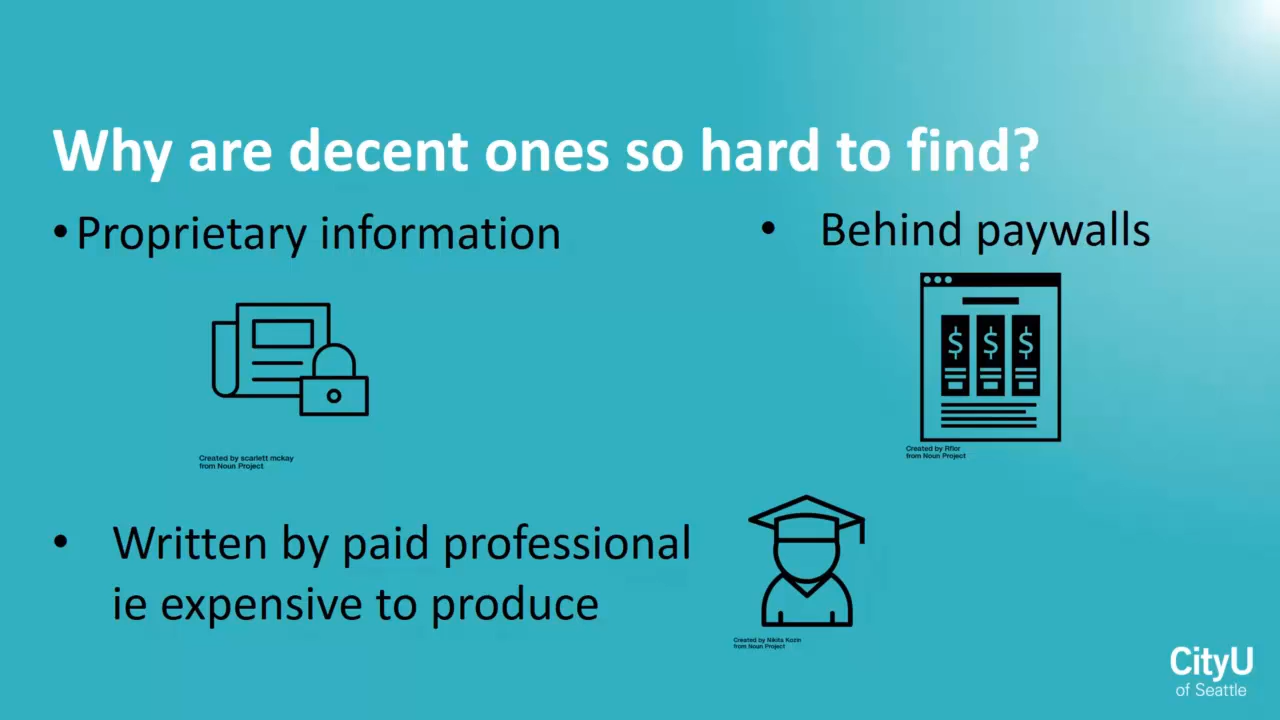 Why are decent ones so hard to find?
• Proprietary information
• Behind paywalls
$ $ $
Created by scarlett mckay
from Noun Project
Created by Rflor
from Noun Project
• Written by paid professional
ie expensive to produce
Created by Nikita Kozin
from Noun Project
CityU
of Seattle